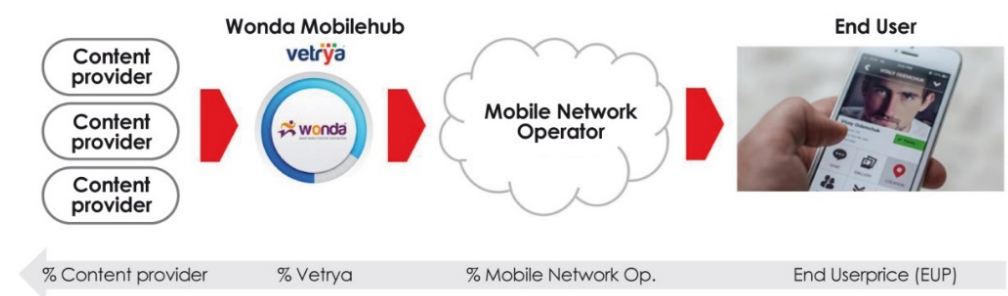 Wonda Mobilehub
End User
vetrya
Content
provider
Content
provider
Content
provider
wonda
Mobile Network
Operator
% Content provider
% Vetrya
% Mobile Network Op.
End Userprice (EUP)